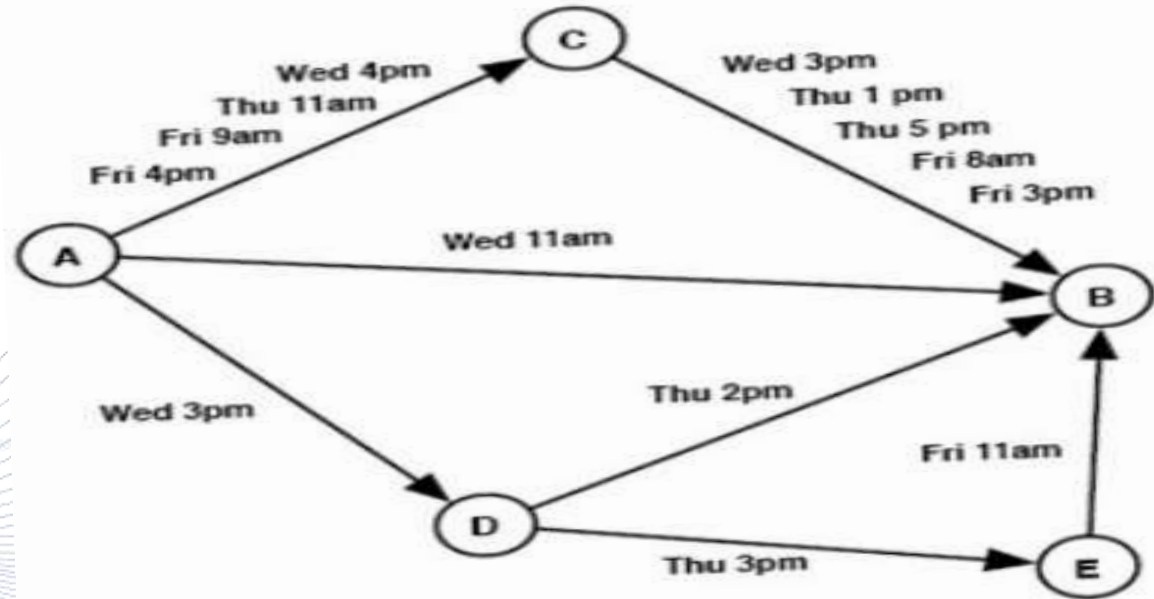 C
Wed 4pm
Thu 11am
Fri 9am
Fri 4pm
Wed 3pm
Thu 1 pm
Thu 5 pm
Fri 8am
Fri 3pm
A
Wed 11am
B
Wed 3pm
Thu 2pm
Fri 11am
D
Thu 3pm
E